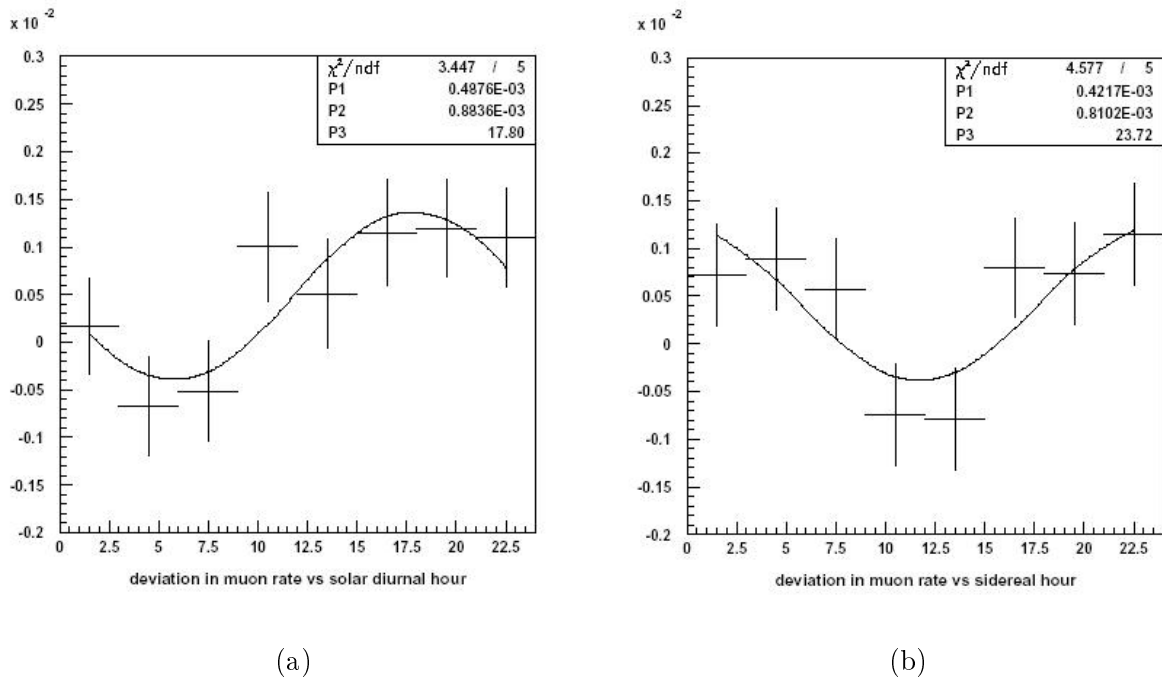 x 10 -2
0.3
0.25
0.2
0.15
0.1
0.05
0
-0.05
-0.1
-0.15
-0.2
χ²/ndf 3.447 / 5
P1 0.4876E-03
P2 0.8836E-03
P3 17.80
0 2.5 5 7.5 10 12.5 15 17.5 20 22.5
deviation in muon rate vs solar diurnal hour
(a)
x 10 -2
0.3
0.25
0.2
0.15
0.1
0.05
0
-0.05
-0.1
-0.15
-0.2
χ²/ndf 4.577 / 5
P1 0.4217E-03
P2 0.8102E-03
P3 23.72
0 2.5 5 7.5 10 12.5 15 17.5 20 22.5
deviation in muon rate vs sidereal hour
(b)